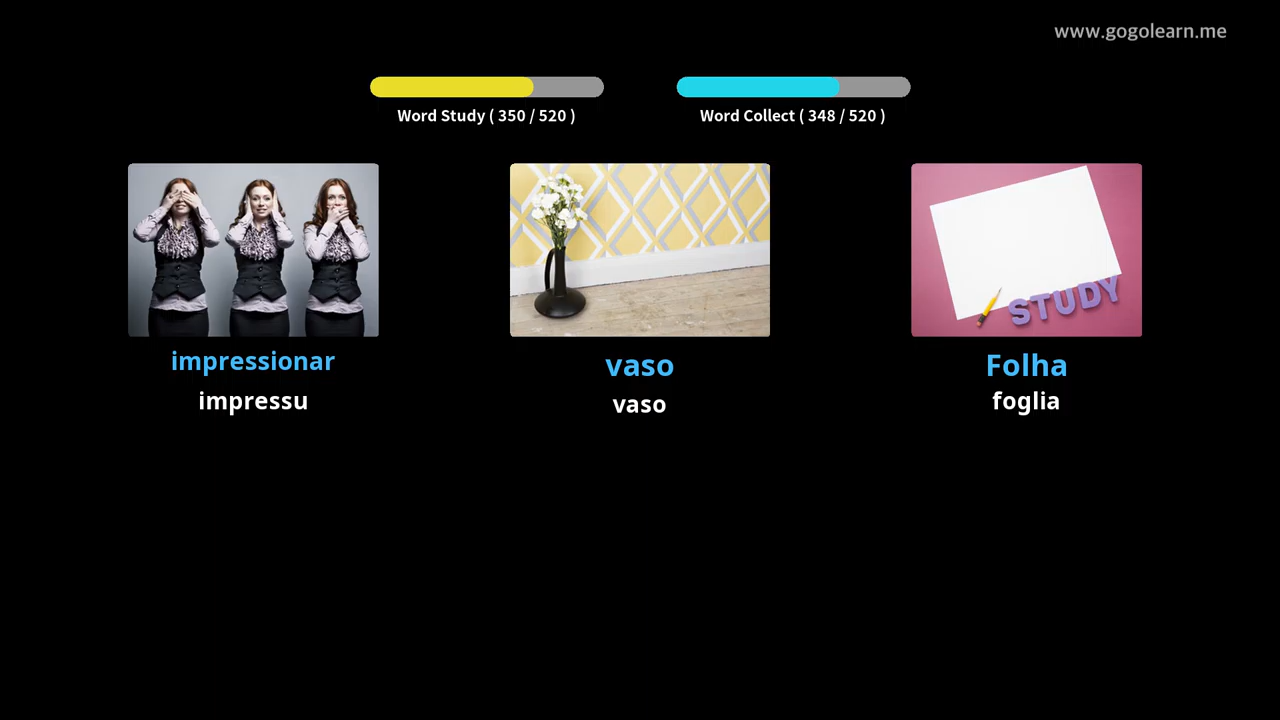 www.gogolearn.me
Word Study ( 350 / 520 )
Word Collect ( 348 / 520 )
STUDY
impressionar
impressu
vaso
vaso
Folha
foglia